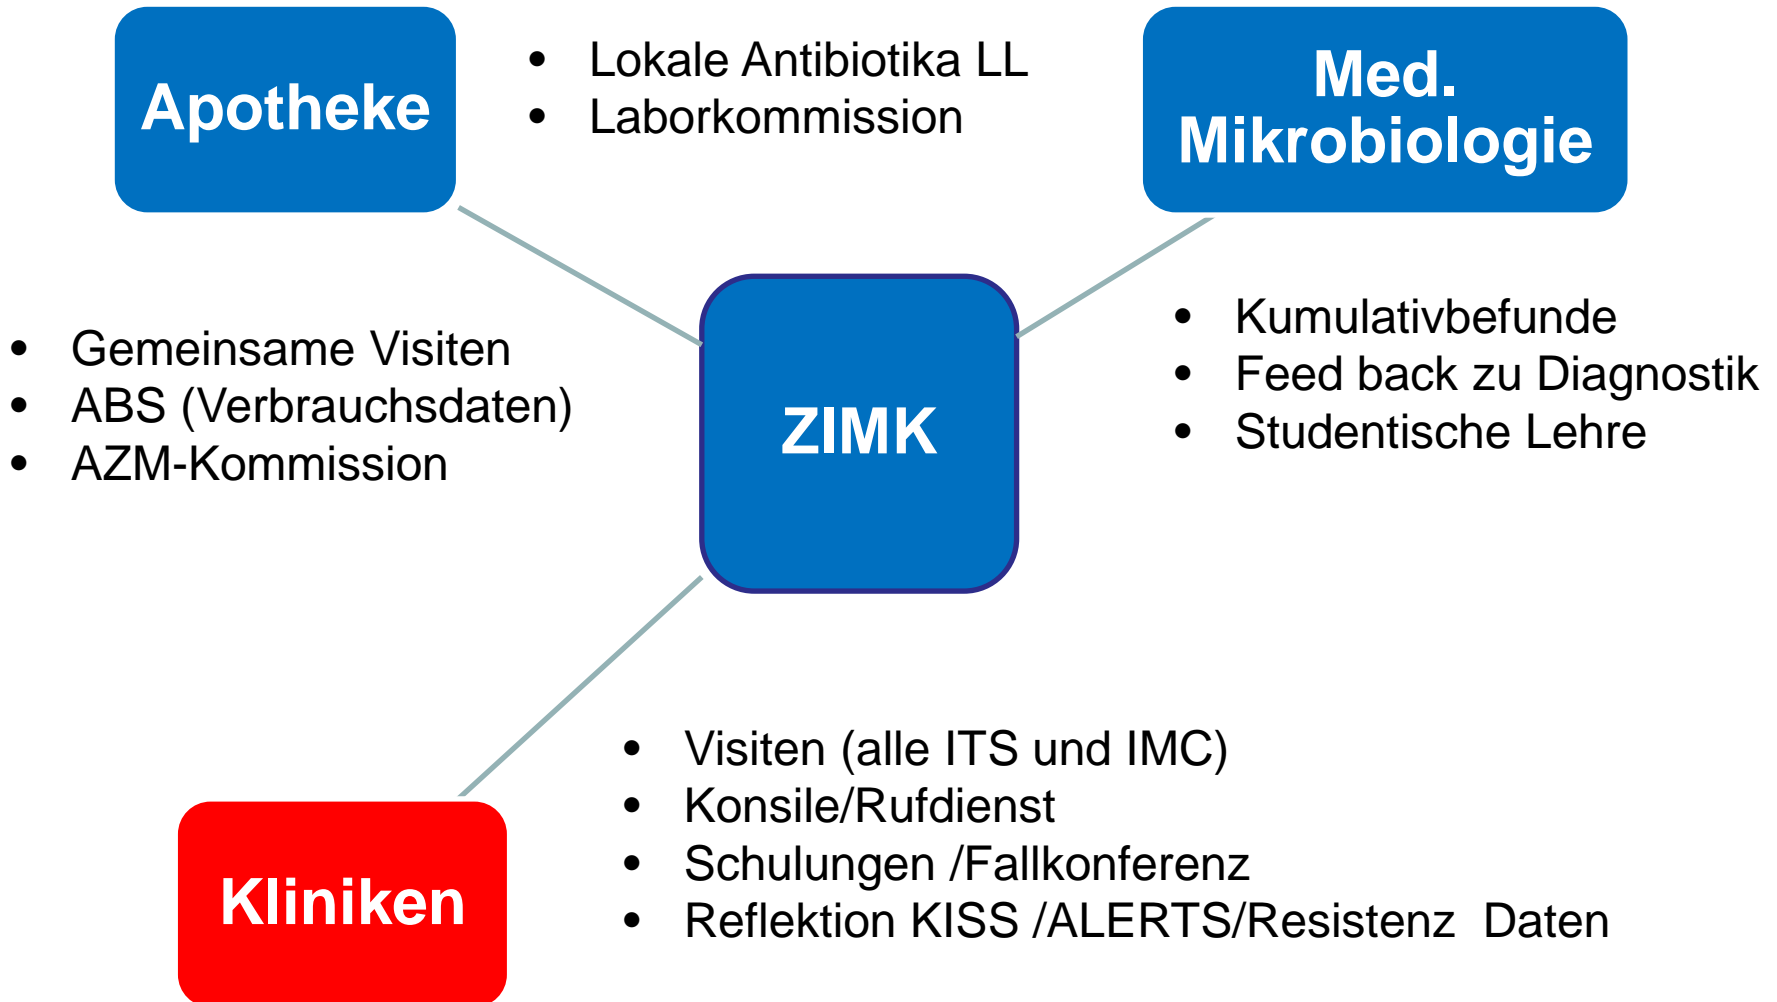 Apotheke
• Lokale Antibiotika LL
• Laborkommission
Med.
Mikrobiologie
• Gemeinsame Visiten
• ABS (Verbrauchsdaten)
• AZM-Kommission
ZIMK
• Kumulativbefunde
• Feed back zu Diagnostik
• Studentische Lehre
Kliniken
• Visiten (alle ITS und IMC)
• Konsile/Rufdienst
• Schulungen /Fallkonferenz
• Reflektion KISS /ALERTS/Resistenz  Daten